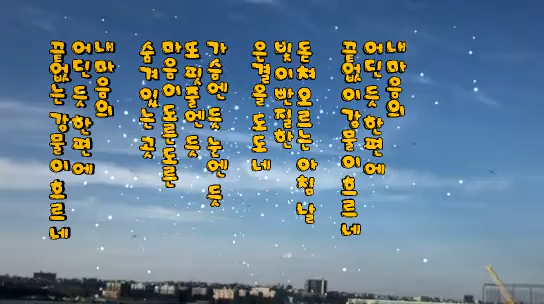 내 마음의
어딘 듯 한편에
끝없이 강물이 흐르네
돋쳐 오르는 아침 날
빛이 반절한
은결을 도도네
가슴엔 듯 눈엔 듯
또 핏줄엔 듯
마음이 도른도른
숨겨 있는 곳
내 마음의
어딘 듯 한편에
끝없는 강물이 흐르네